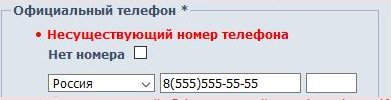 Официальный телефон *
• Несуществующий номер телефона
Нет номера
Россия 8(555)555-55-55